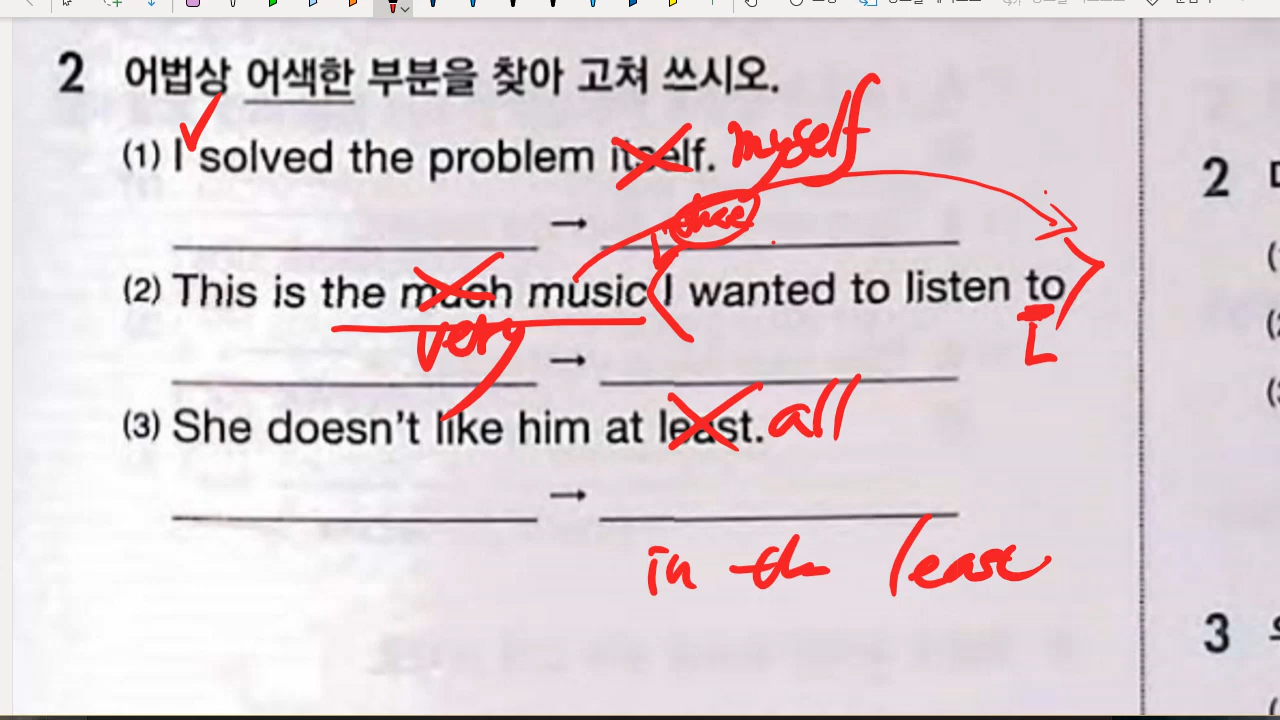 2 어법상 어색한 부분을 찾아 고쳐 쓰시오.
(1) I solved the problem itself. myself
→
that
(2) This is the much music I wanted to listen to
very
→
(3) She doesn't like him at least. all
→
in the least
2
3